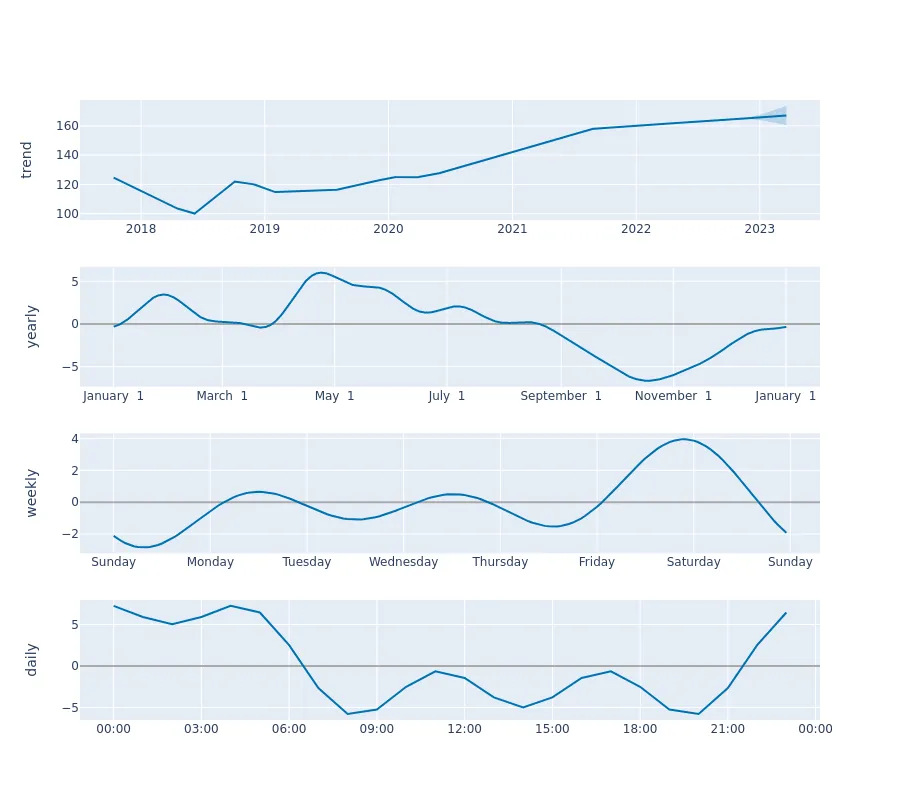 trend
160
140
120
100
2018 2019 2020 2021 2022 2023
yearly
5
0
−5
January 1 March 1 May 1 July 1 September 1 November 1 January 1
weekly
4
2
0
−2
Sunday Monday Tuesday Wednesday Thursday Friday Saturday Sunday
daily
5
0
−5
00:00 03:00 06:00 09:00 12:00 15:00 18:00 21:00 00:00